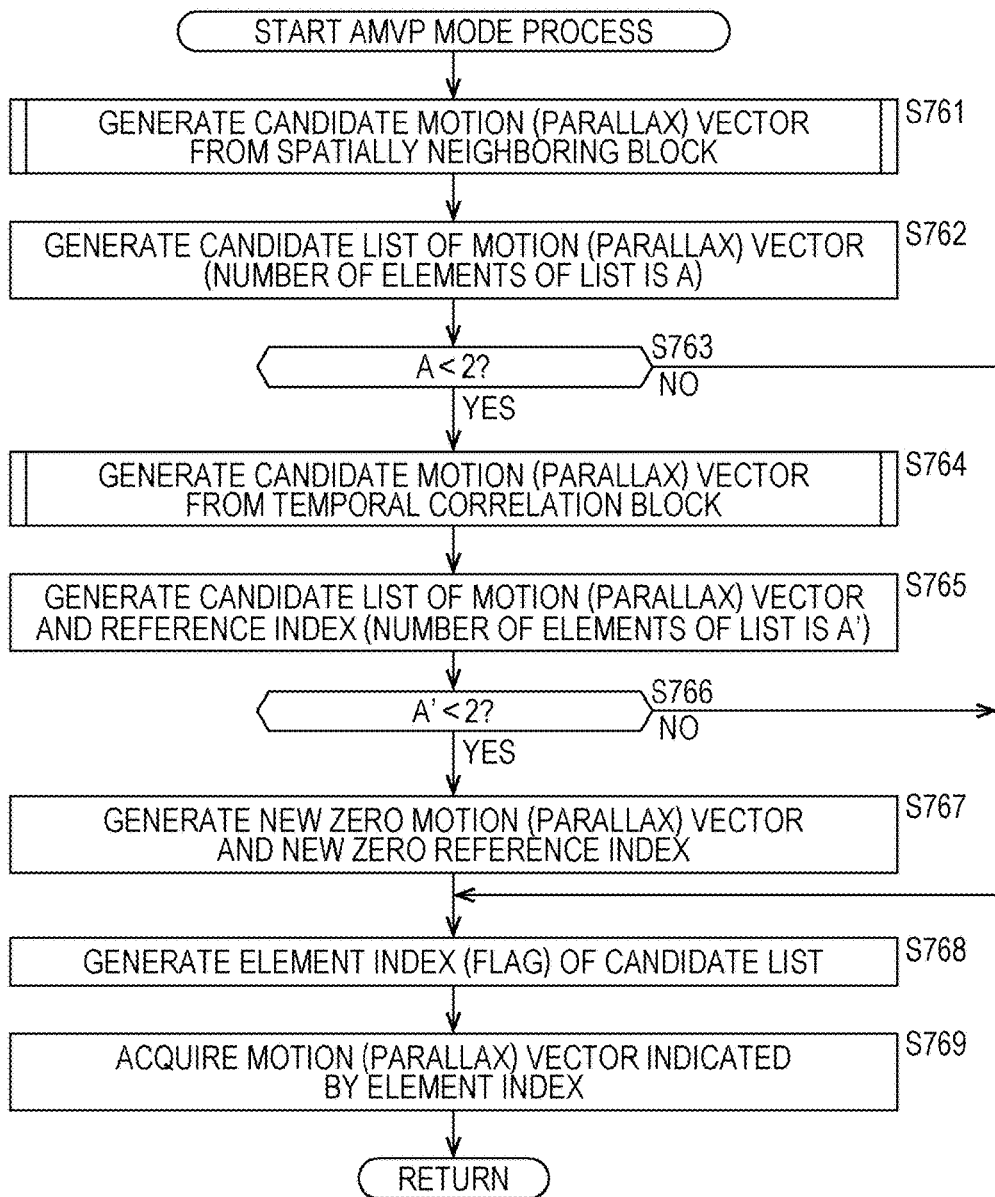 START AMVP MODE PROCESS
GENERATE CANDIDATE MOTION (PARALLAX) VECTOR
FROM SPATIALLY NEIGHBORING BLOCK
S761
GENERATE CANDIDATE LIST OF MOTION (PARALLAX) VECTOR
(NUMBER OF ELEMENTS OF LIST IS A)
S762
A < 2?
S763
NO
YES
GENERATE CANDIDATE MOTION (PARALLAX) VECTOR
FROM TEMPORAL CORRELATION BLOCK
S764
GENERATE CANDIDATE LIST OF MOTION (PARALLAX) VECTOR
AND REFERENCE INDEX (NUMBER OF ELEMENTS OF LIST IS A')
S765
A' < 2?
S766
NO
YES
GENERATE NEW ZERO MOTION (PARALLAX) VECTOR
AND NEW ZERO REFERENCE INDEX
S767
GENERATE ELEMENT INDEX (FLAG) OF CANDIDATE LIST
S768
ACQUIRE MOTION (PARALLAX) VECTOR INDICATED
BY ELEMENT INDEX
S769
RETURN